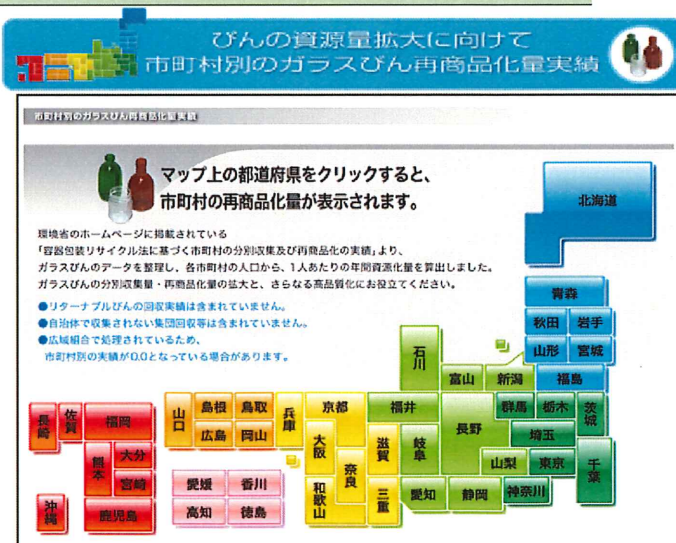 びんの資源量拡大に向けて
市町村別のガラスびん再商品化量実績
市町村別のガラスびん再商品化量実績
マップ上の都道府県をクリックすると、
市町村の再商品化量が表示されます。
環境省のホームページに掲載されている
「容器包装リサイクル法に基づく市町村の分別収集及び再商品化の実績」より、
ガラスびんのデータを整理し、各市町村の人口から、1人あたりの年間資源化量を算出しました。
ガラスびんの分別収集量・再商品化量の拡大と、さらなる高品質化にお役立てください。
●リターナブルびんの回収実績は含まれていません。
●自治体で収集されない集団回収等は含まれていません。
●広域組合で処理されているため、
市町村別の実績が0.0となっている場合があります。
北海道
青森
秋田 岩手
山形 宮城
福島
石川
富山 新潟
長崎 佐賀 福岡
熊本 大分
宮崎
鹿児島
沖縄
山口 島根 鳥取 兵庫 京都 福井
広島 岡山
大阪 奈良 滋賀 岐阜
和歌山 三重
愛媛 香川
高知 徳島
長野 群馬 栃木 茨城
埼玉
山梨 東京 千葉
愛知 静岡 神奈川